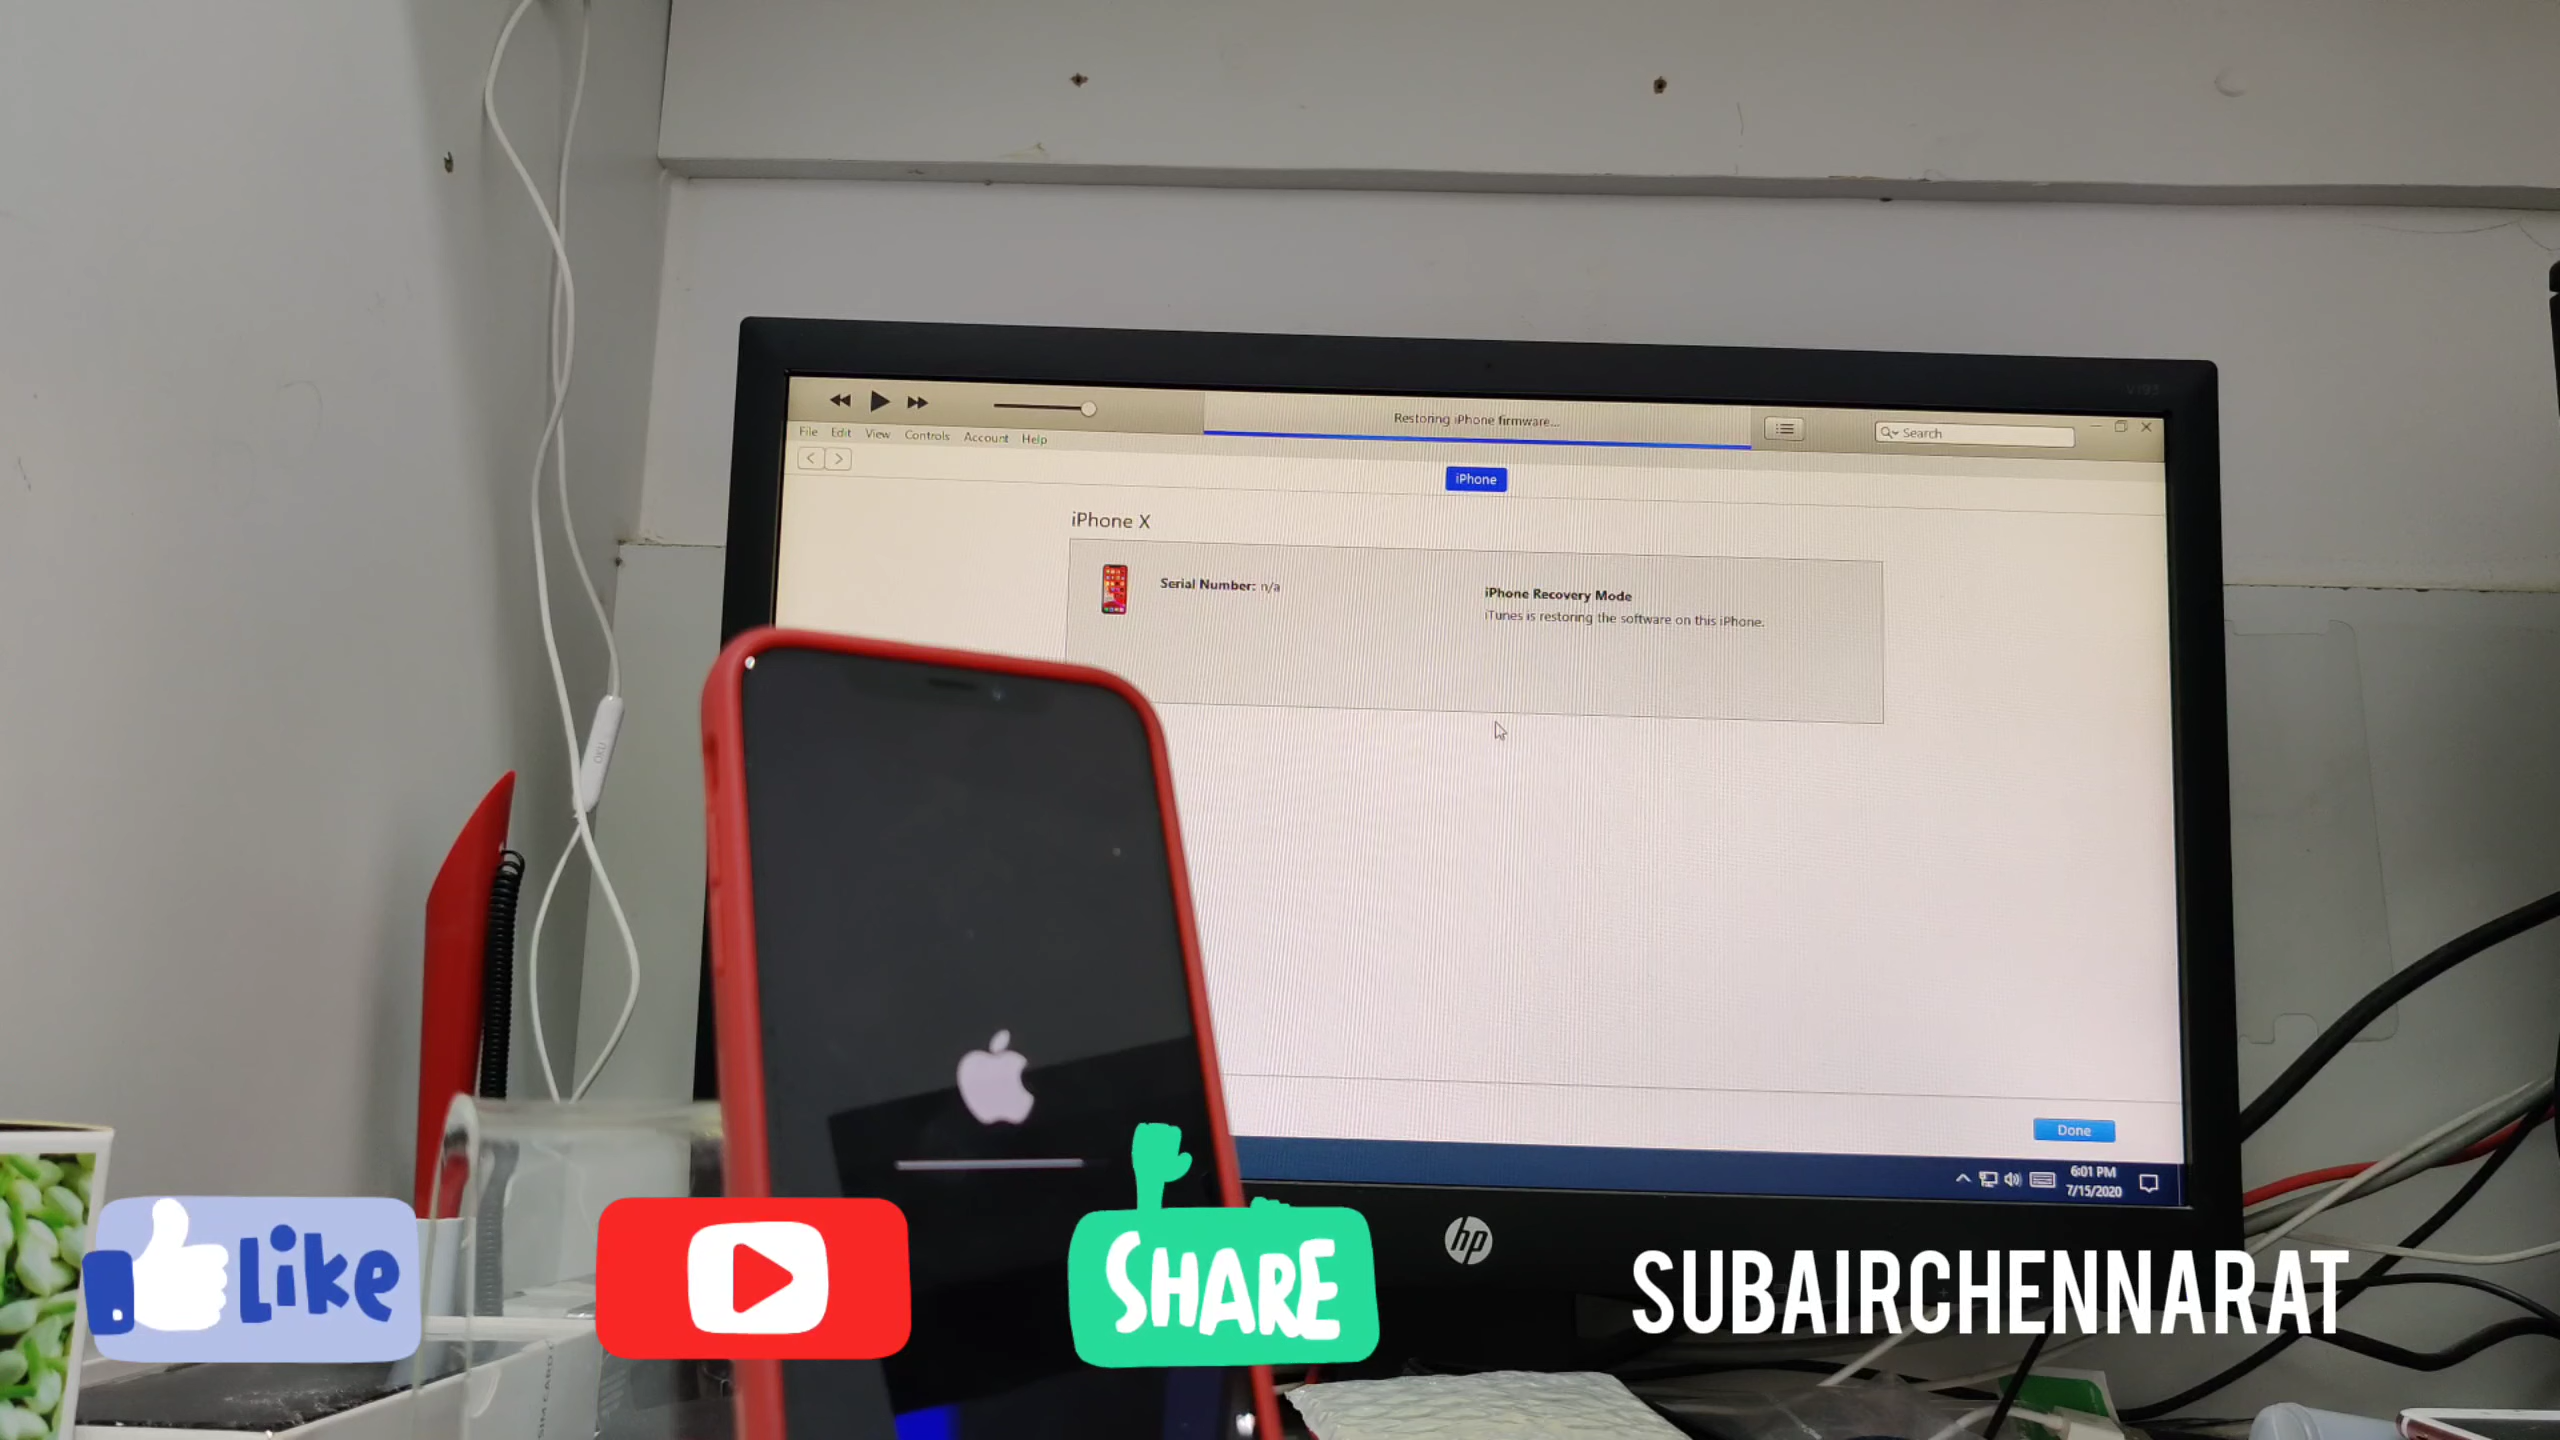 V193
Restoring iPhone firmware...
Search
File Edit View Controls Account Help
iPhone
iPhone X
Serial Number: n/a
iPhone Recovery Mode
iTunes is restoring the software on this iPhone.
Done
6:01 PM
7/15/2020
hp
like
SHARE
SUBAIRCHENNARAT